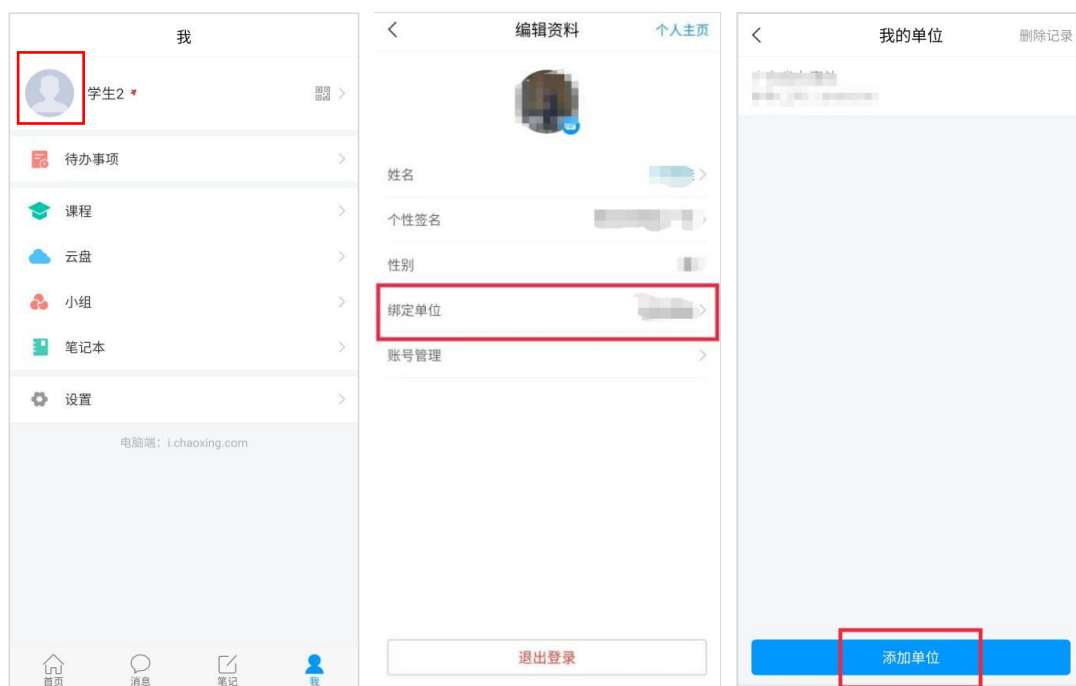 我
学生2
待办事项
课程
云盘
小组
笔记本
设置
电脑端：i.chaoxing.com
首页
消息
笔记
我
编辑资料
个人主页
姓名
个性签名
性别
绑定单位
账号管理
退出登录
我的单位
删除记录
添加单位